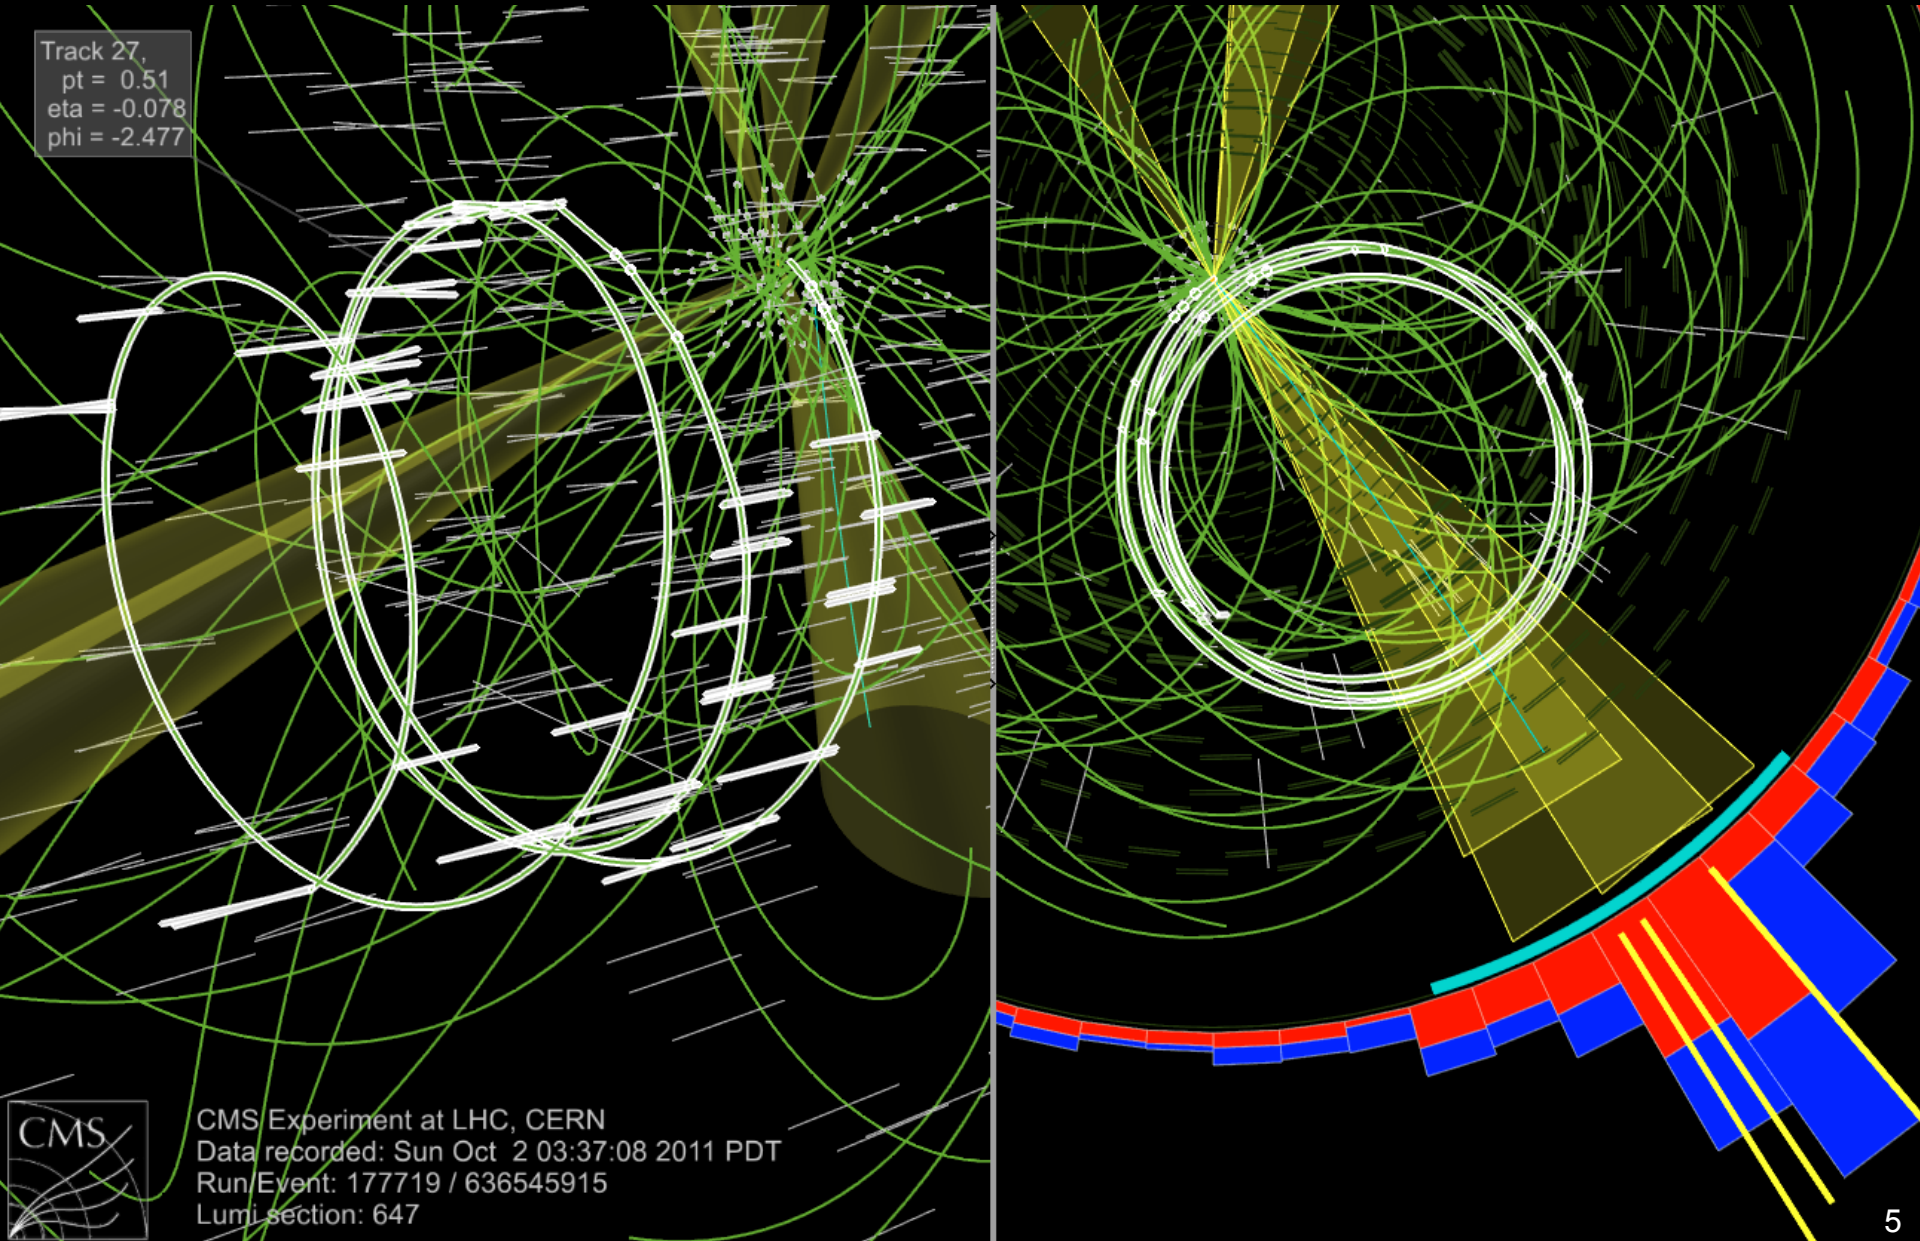 Track 27,
pt = 0.51
eta = -0.078
phi = -2.477
CMS
CMS Experiment at LHC, CERN
Data recorded: Sun Oct 2 03:37:08 2011 PDT
Run/Event: 177719 / 636545915
Lumi section: 647
5